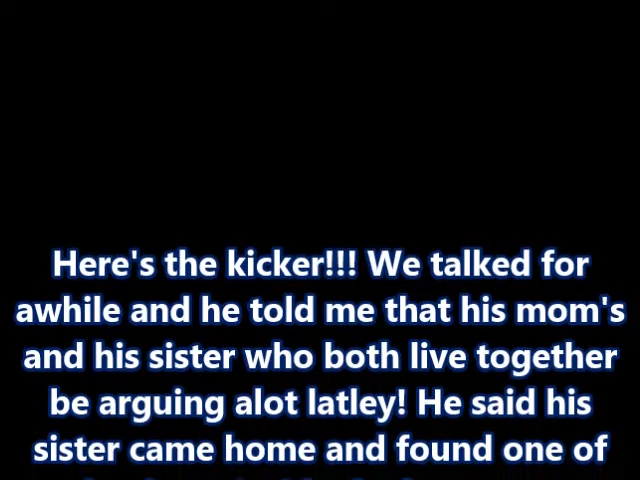 Here's the kicker!!! We talked for
awhile and he told me that his mom's
and his sister who both live together
be arguing alot latley! He said his
sister came home and found one of